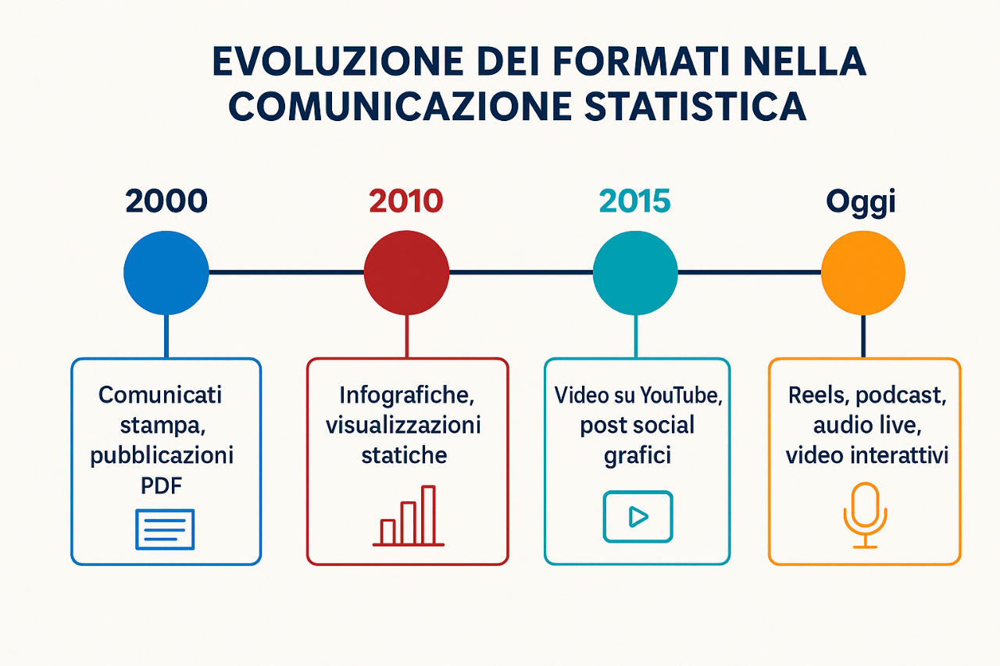 EVOLUZIONE DEI FORMATI NELLA
COMUNICAZIONE STATISTICA
2000
2010
2015
Oggi
Comunicati
stampa,
pubblicazioni
PDF
Infografiche,
visualizzazioni
statiche
Video su YouTube,
post social
grafici
Reels, podcast,
audio live,
video interattivi